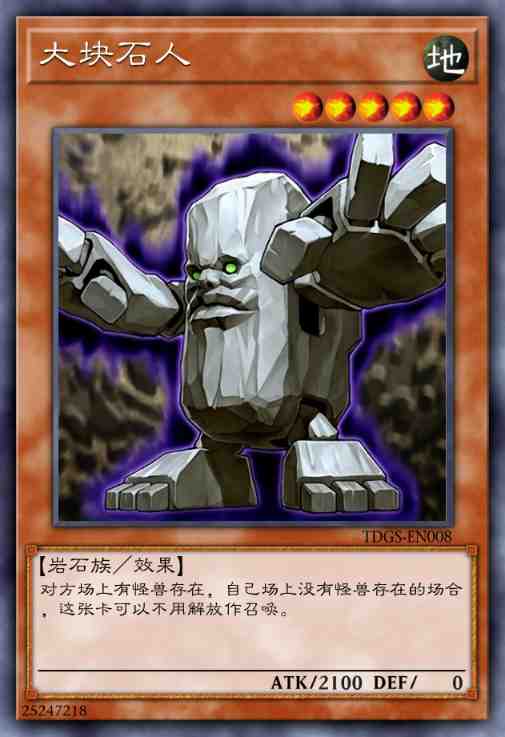 大块石人
地
TDGS-EN008
【岩石族／效果】
对方场上有怪兽存在，自己场上没有怪兽存在的场合
，这张卡可以不用解放作召唤。
ATK/2100 DEF/ 0
25247218